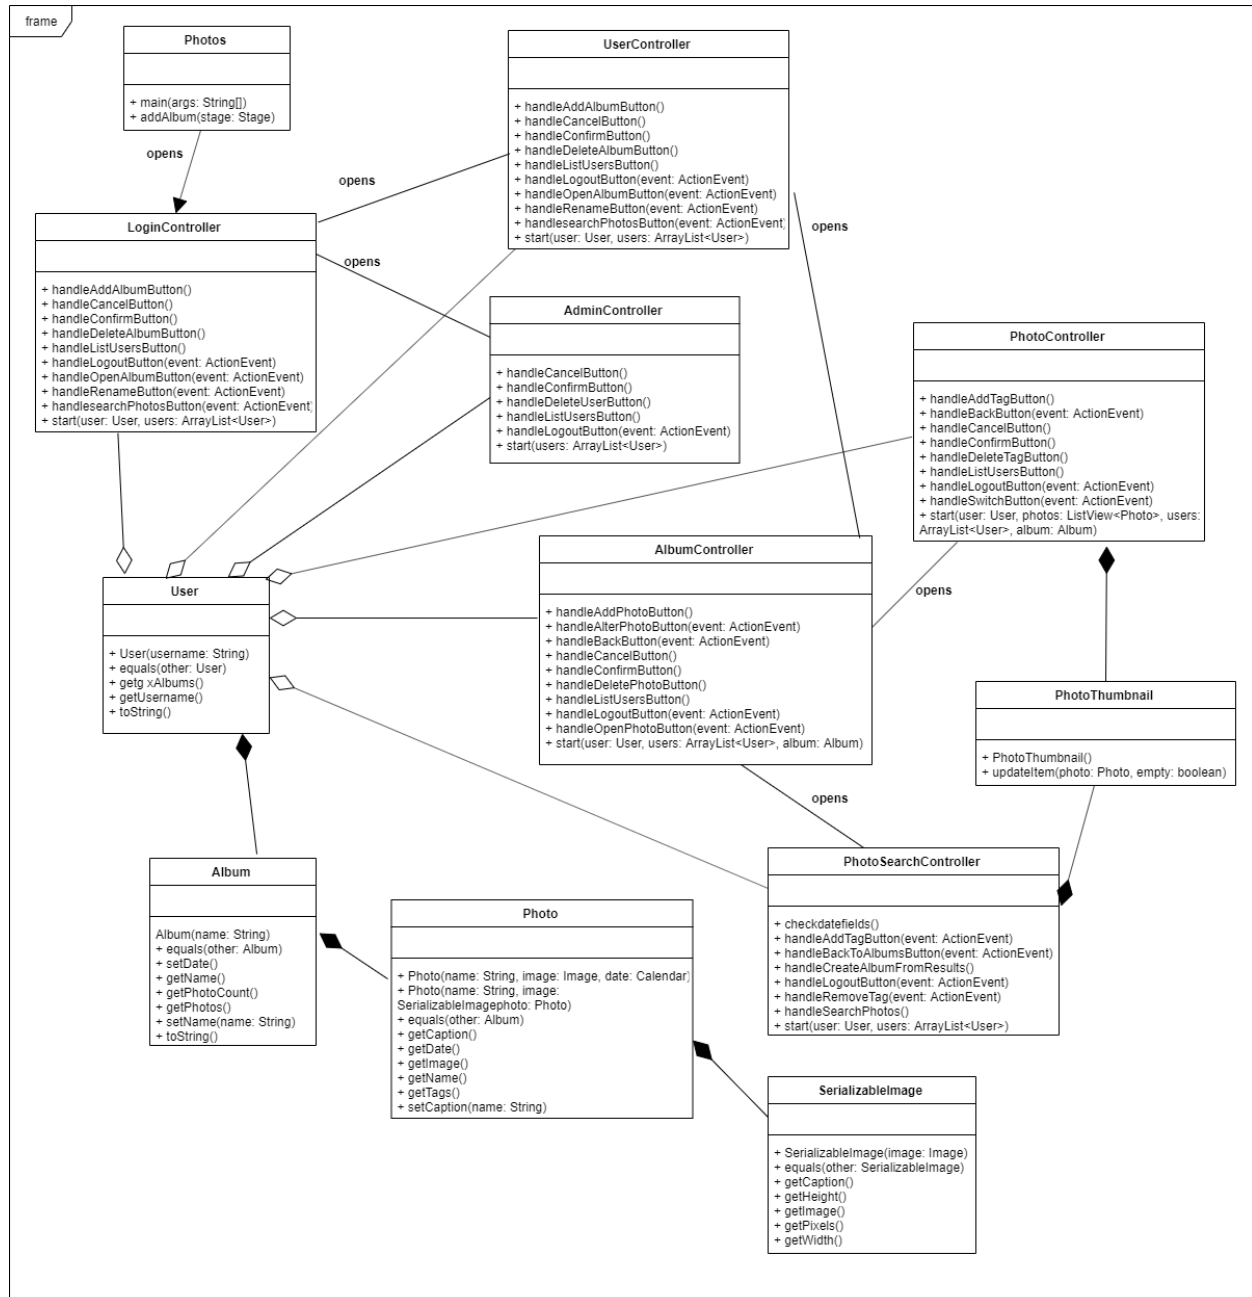 frame
Photos
+ main(args: String[])
+ addAlbum(stage: Stage)
opens
UserController
+ handleAddAlbumButton()
+ handleCancelButton()
+ handleConfirmButton()
+ handleDeleteAlbumButton()
+ handleListUsersButton()
+ handleLogoutButton(event: ActionEvent)
+ handleOpenAlbumButton(event: ActionEvent)
+ handleRenameButton(event: ActionEvent)
+ handlesearchPhotosButton(event: ActionEvent)
+ start(user: User, users: ArrayList<User>)
opens
opens
opens
LoginController
+ handleAddAlbumButton()
+ handleCancelButton()
+ handleConfirmButton()
+ handleDeleteAlbumButton()
+ handleListUsersButton()
+ handleLogoutButton(event: ActionEvent)
+ handleOpenAlbumButton(event: ActionEvent)
+ handleRenameButton(event: ActionEvent)
+ handlesearchPhotosButton(event: ActionEvent)
+ start(user: User, users: ArrayList<User>)
AdminController
+ handleCancelButton()
+ handleConfirmButton()
+ handleDeleteUserButton()
+ handleListUsersButton()
+ handleLogoutButton(event: ActionEvent)
+ start(users: ArrayList<User>)
PhotoController
+ handleAddTagButton()
+ handleBackButton(event: ActionEvent)
+ handleCancelButton()
+ handleConfirmButton()
+ handleDeleteTagButton()
+ handleListUsersButton()
+ handleLogoutButton(event: ActionEvent)
+ handleSwitchButton(event: ActionEvent)
+ start(user: User, photos: ListView<Photo>, users:
ArrayList<User>, album: Album)
opens
User
+ User(username: String)
+ equals(other: User)
+ getg xAlbums()
+ getUsername()
+ toString()
AlbumController
+ handleAddPhotoButton()
+ handleAlterPhotoButton(event: ActionEvent)
+ handleBackButton(event: ActionEvent)
+ handleCancelButton()
+ handleConfirmButton()
+ handleDeletePhotoButton()
+ handleListUsersButton()
+ handleLogoutButton(event: ActionEvent)
+ handleOpenPhotoButton(event: ActionEvent)
+ start(user: User, users: ArrayList<User>, album: Album)
opens
PhotoThumbnail
+ PhotoThumbnail()
+ updateItem(photo: Photo, empty: boolean)
Album
Album(name: String)
+ equals(other: Album)
+ setDate()
+ getName()
+ getPhotoCount()
+ getPhotos()
+ setName(name: String)
+ toString()
Photo
+ Photo(name: String, image: Image, date: Calendar)
+ Photo(name: String, image:
SerializableImagephoto: Photo)
+ equals(other: Album)
+ getCaption()
+ getDate()
+ getImage()
+ getName()
+ getTags()
+ setCaption(name: String)
PhotoSearchController
+ checkdatefields()
+ handleAddTagButton(event: ActionEvent)
+ handleBackToAlbumsButton(event: ActionEvent)
+ handleCreateAlbumFromResults()
+ handleLogoutButton(event: ActionEvent)
+ handleRemoveTag(event: ActionEvent)
+ handleSearchPhotos()
+ start(user: User, users: ArrayList<User>)
SerializableImage
+ SerializableImage(image: Image)
+ equals(other: SerializableImage)
+ getCaption()
+ getHeight()
+ getImage()
+ getPixels()
+ getWidth()